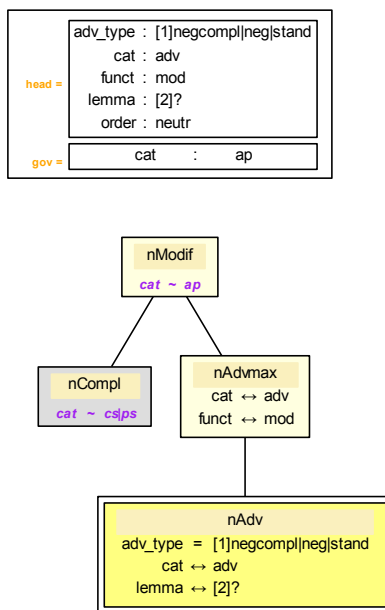 head =
adv_type : [1]negcompl|neg|stand
cat : adv
funct : mod
lemma : [2]?
order : neutr
gov =
cat : ap
nModif
cat ~ ap
nCompl
cat ~ cs|ps
nAdvmax
cat ↔ adv
funct ↔ mod
nAdv
adv_type = [1]negcompl|neg|stand
cat ↔ adv
lemma ↔ [2]?